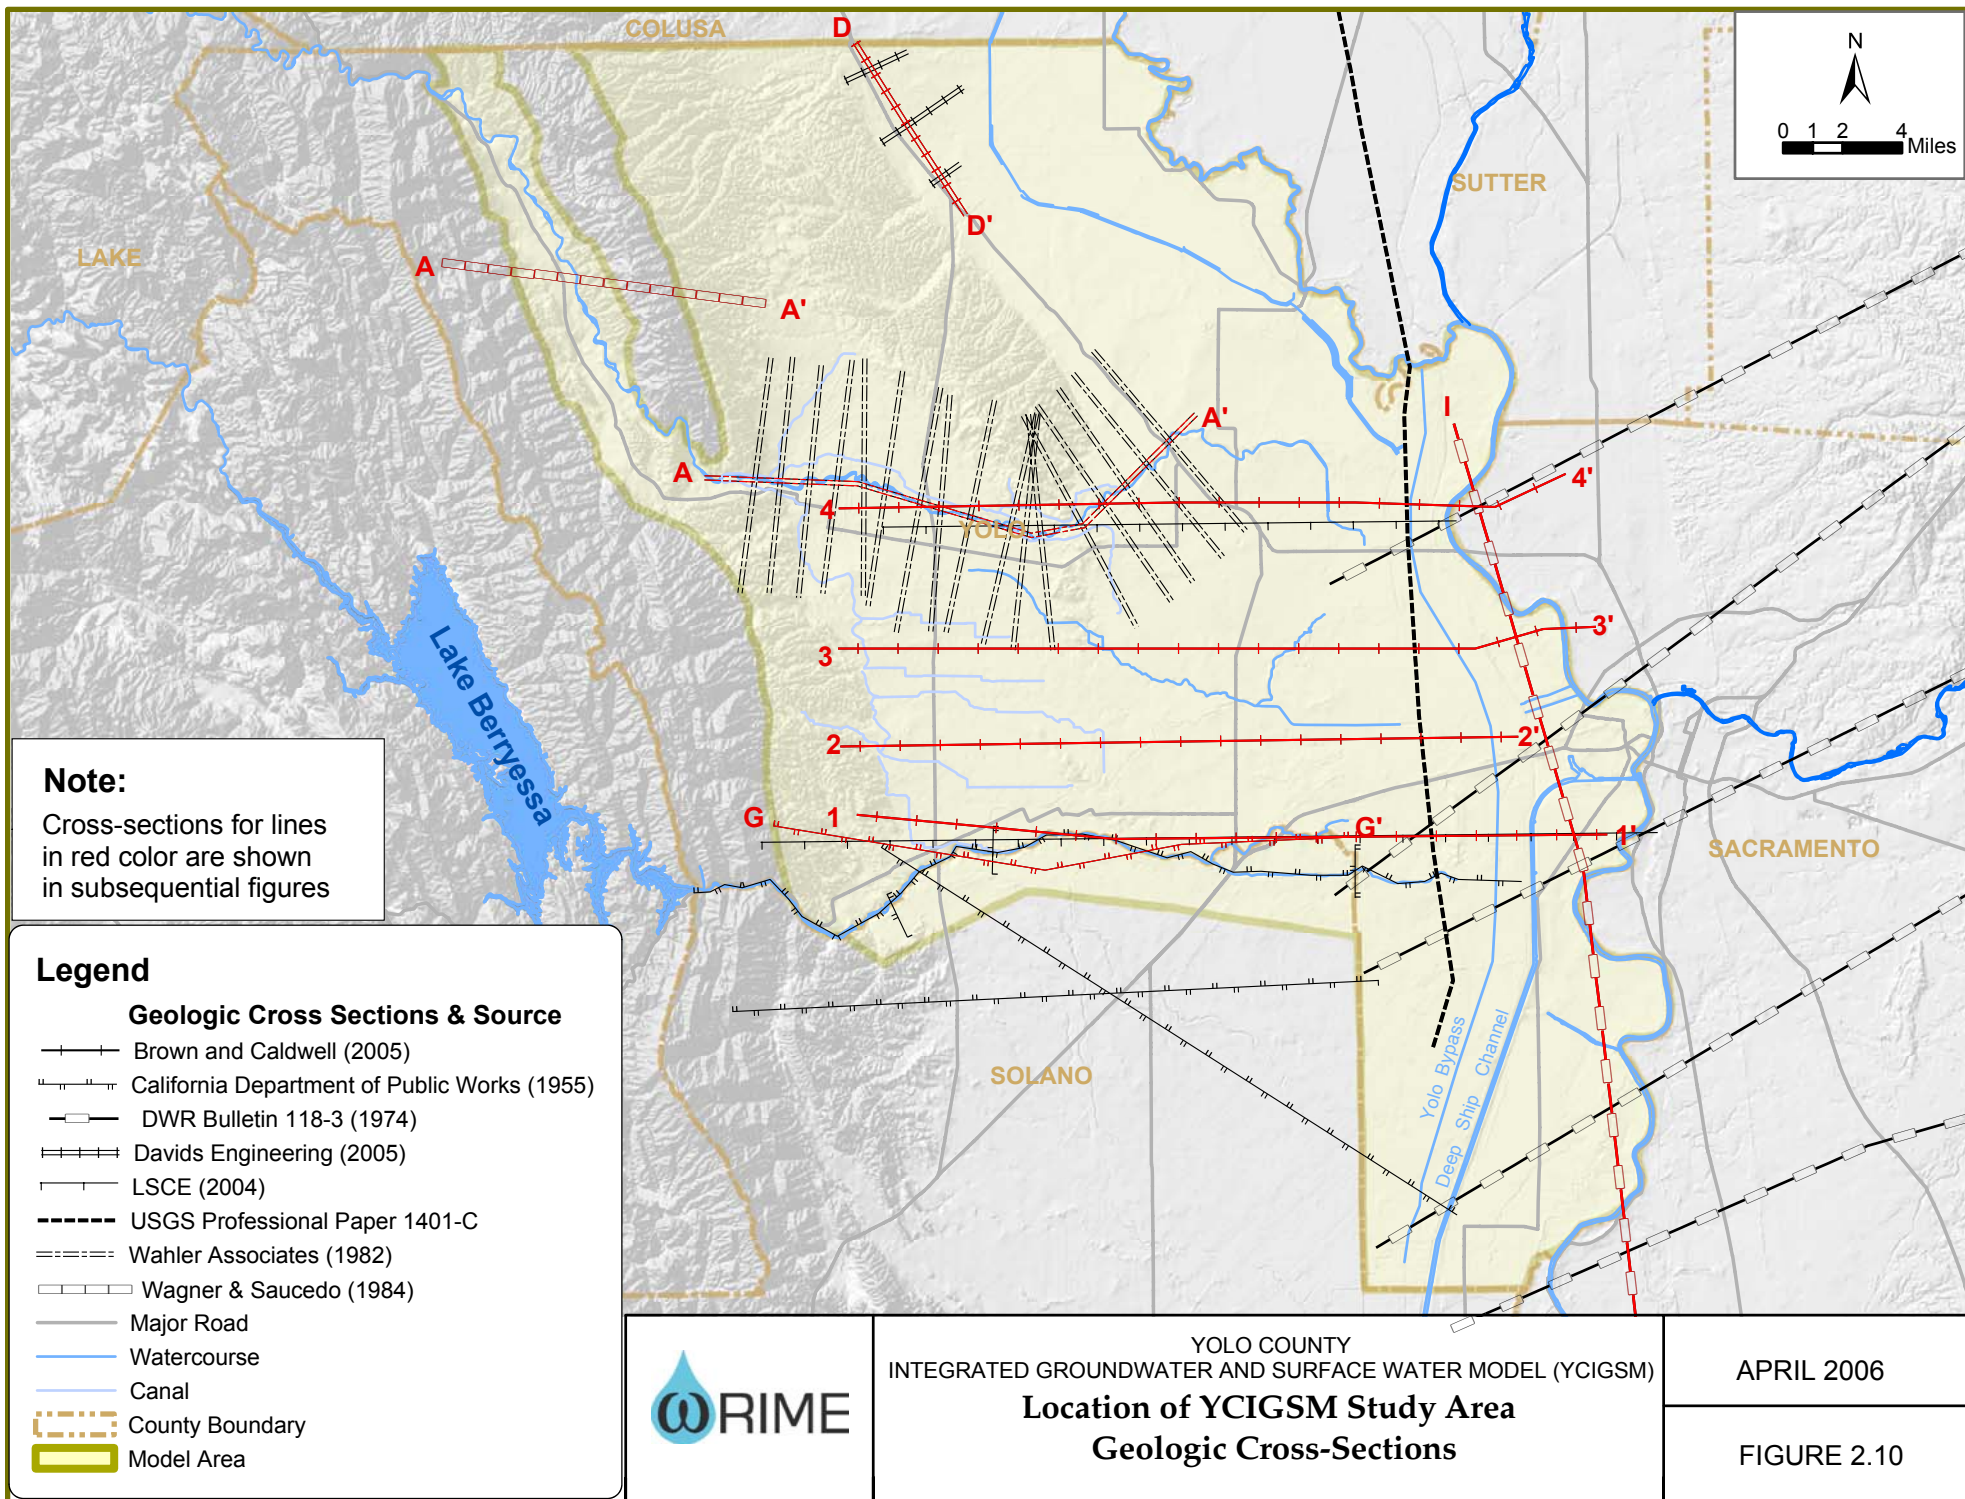 COLUSA
D
N
0 1 2 4
Miles
SUTTER
D'
LAKE
A
A'
I
A'
A
4'
4
YOLO
3'
3
Lake Berryessa
2'
2
Note:
Cross-sections for lines
in red color are shown
in subsequential figures
G
1
G'
1'
SACRAMENTO
Legend
Geologic Cross Sections & Source
Brown and Caldwell (2005)
California Department of Public Works (1955)
DWR Bulletin 118-3 (1974)
Davids Engineering (2005)
LSCE (2004)
USGS Professional Paper 1401-C
Wahler Associates (1982)
Wagner & Saucedo (1984)
Major Road
Watercourse
Canal
County Boundary
Model Area
SOLANO
Yolo Bypass
Deep Ship Channel
WRIME
YOLO COUNTY
INTEGRATED GROUNDWATER AND SURFACE WATER MODEL (YCIGSM)
Location of YCIGSM Study Area
Geologic Cross-Sections
APRIL 2006
FIGURE 2.10